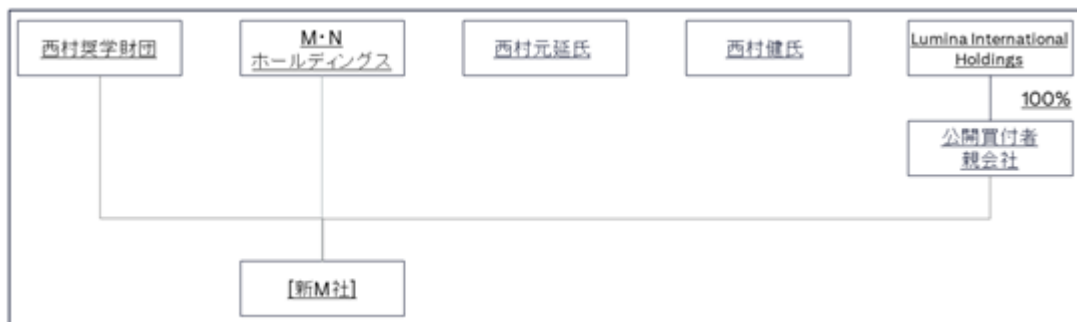 西村奨学財団
M・N
ホールディングス
西村元延氏
西村健氏
Lumina International
Holdings
100%
公開買付者
親会社
[新M社]